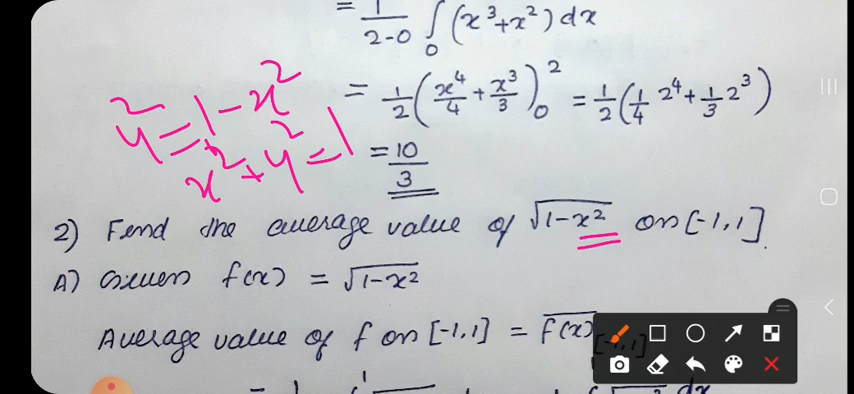 = 1/(2-0) ∫₀ (x³+x²) dx
= 1/2 (x⁴/4 + x³/3)₀² = 1/2 (1/4 2⁴ + 1/3 2³)
y² = 1 - x²
x² + y² = 1
= 10/3
2) Find the average value of √(1-x²) on [-1,1].
A) Given f(x) = √(1-x²)
Average value of f on [-1,1] = f(x) [-1,1]